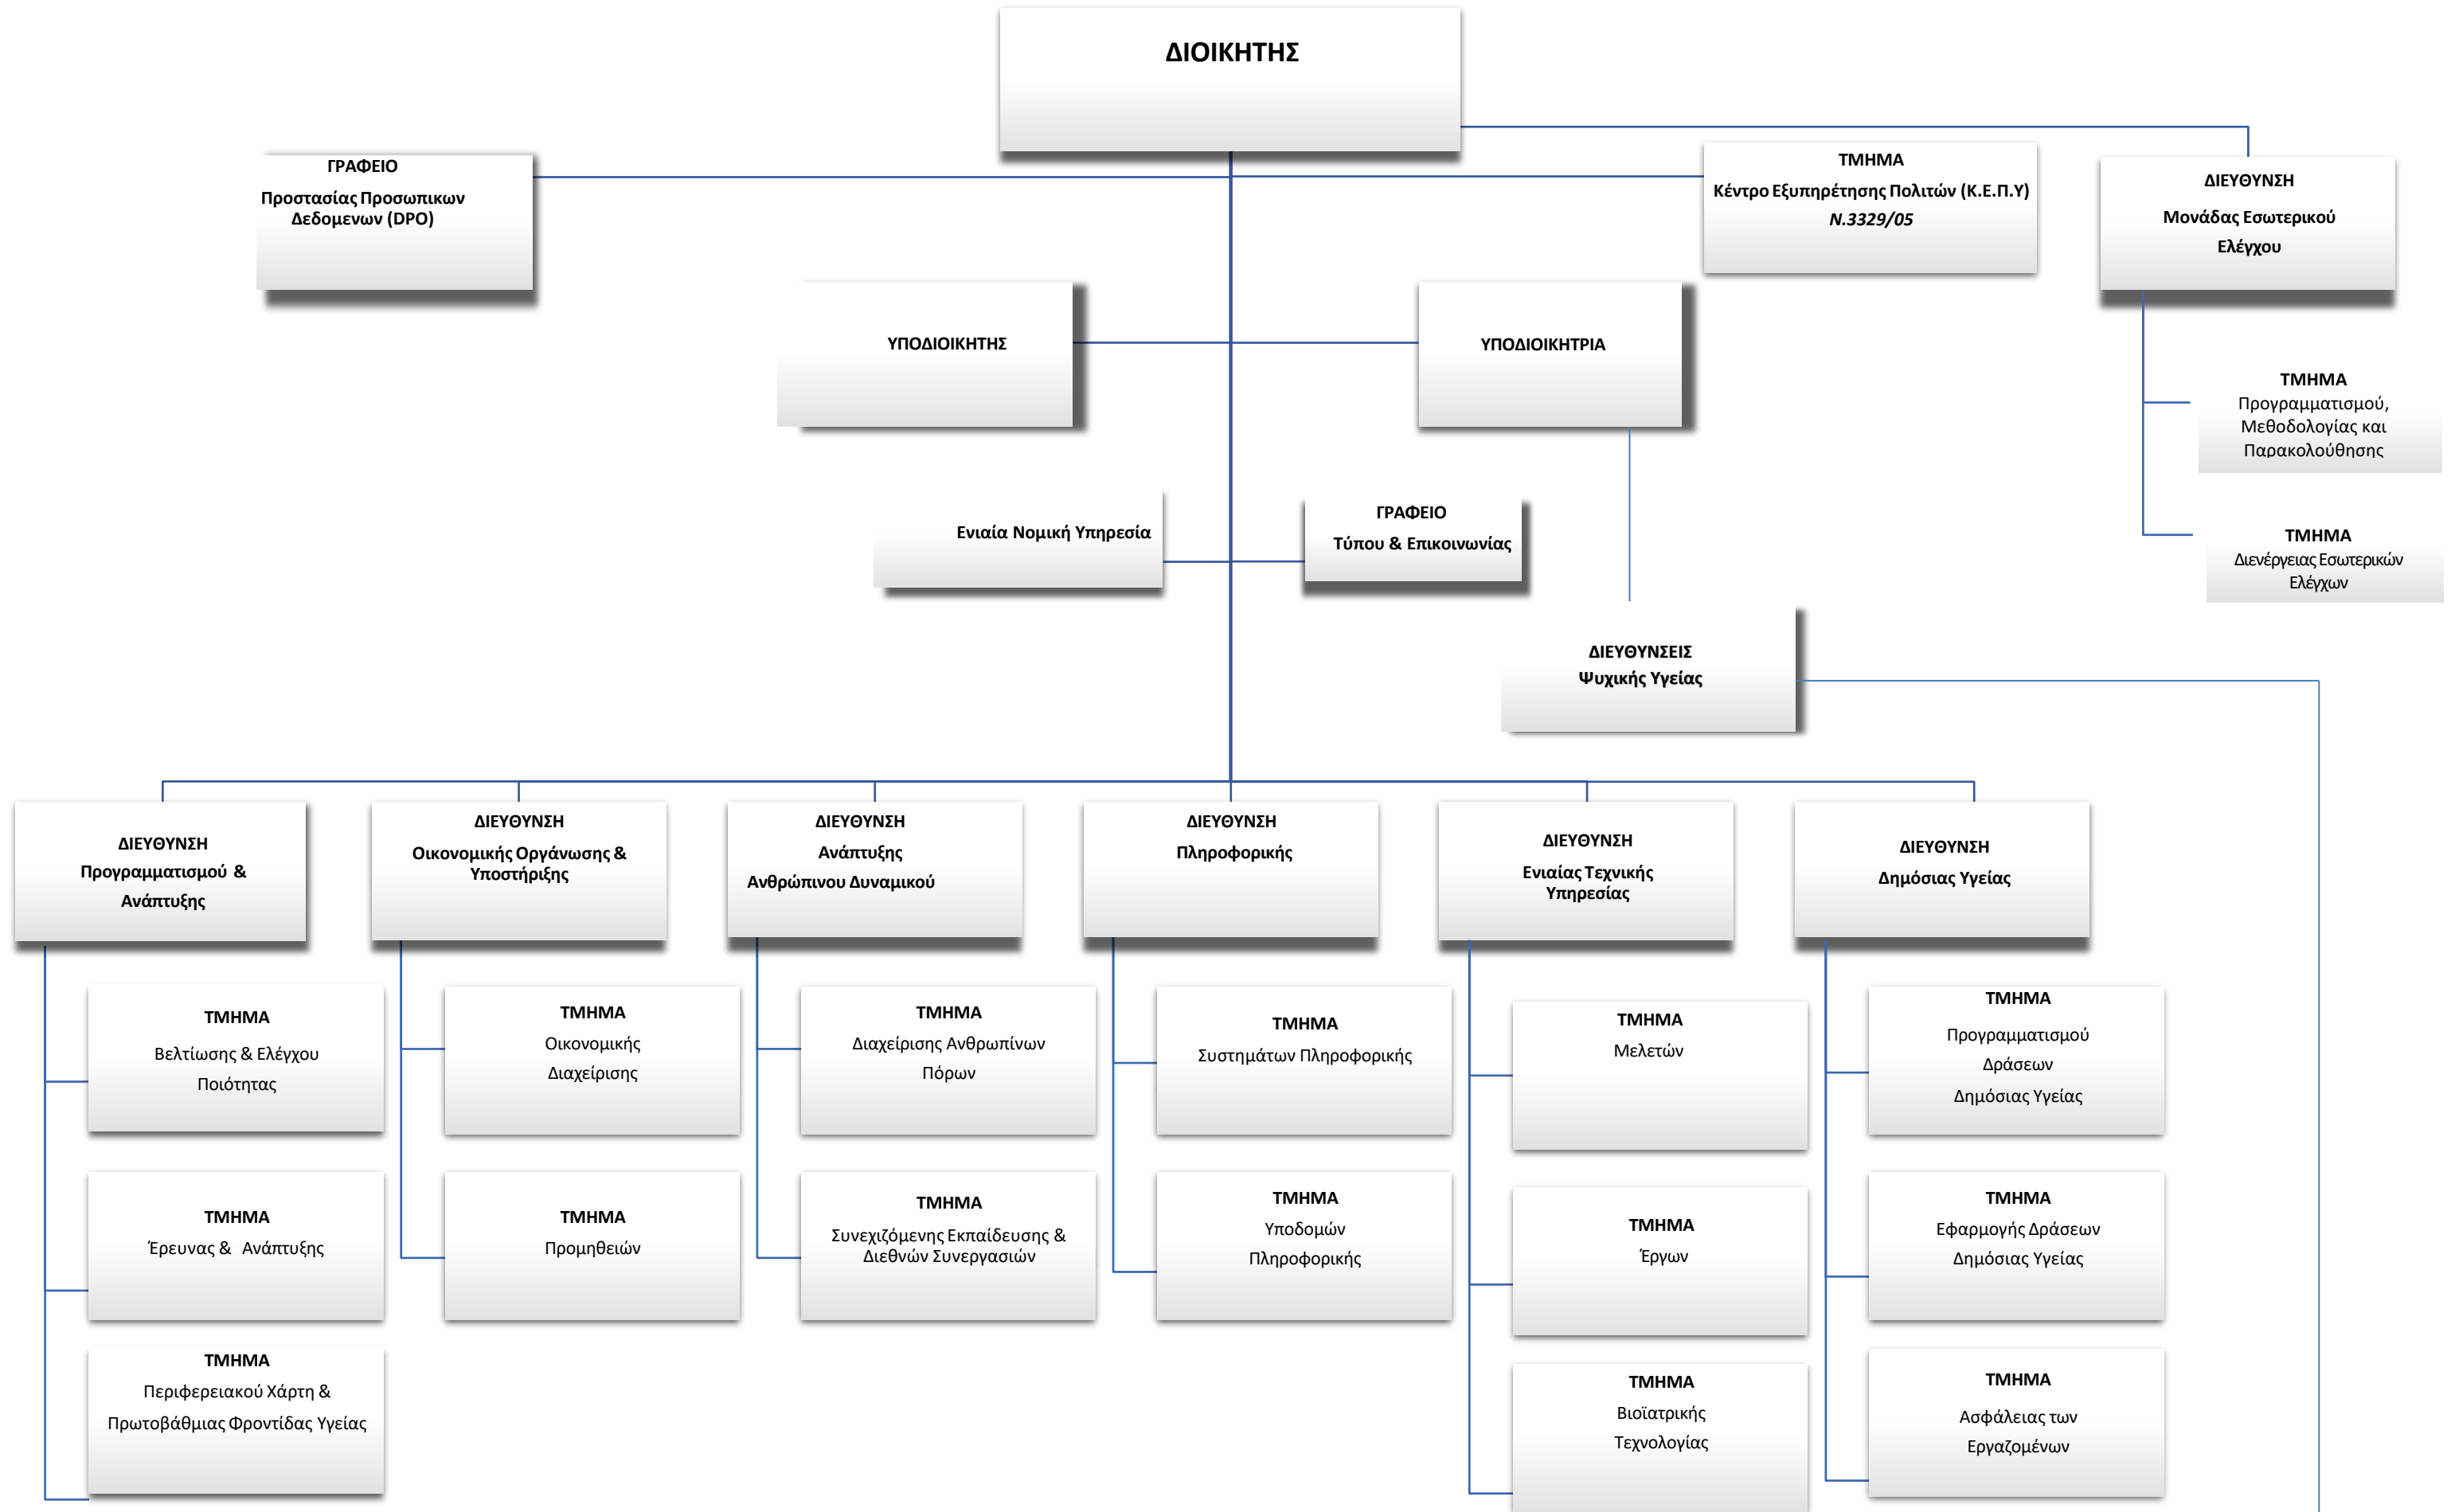 ΔΙΟΙΚΗΤΗΣ
ΓΡΑΦΕΙΟ
Προστασίας Προσωπικων
Δεδομενων (DPO)
ΤΜΗΜΑ
Κέντρο Εξυπηρέτησης Πολιτών (Κ.Ε.Π.Υ)
Ν.3329/05
ΔΙΕΥΘΥΝΣΗ
Μονάδας Εσωτερικού
Ελέγχου
ΥΠΟΔΙΟΙΚΗΤΗΣ
ΥΠΟΔΙΟΙΚΗΤΡΙΑ
ΤΜΗΜΑ
Προγραμματισμού,
Μεθοδολογίας και
Παρακολούθησης
Ενιαία Νομική Υπηρεσία
ΓΡΑΦΕΙΟ
Τύπου & Επικοινωνίας
ΤΜΗΜΑ
Διενέργειας Εσωτερικών
Ελέγχων
ΔΙΕΥΘΥΝΣΕΙΣ
Ψυχικής Υγείας
ΔΙΕΥΘΥΝΣΗ
Προγραμματισμού &
Ανάπτυξης
ΔΙΕΥΘΥΝΣΗ
Οικονομικής Οργάνωσης &
Υποστήριξης
ΔΙΕΥΘΥΝΣΗ
Ανάπτυξης
Ανθρώπινου Δυναμικού
ΔΙΕΥΘΥΝΣΗ
Πληροφορικής
ΔΙΕΥΘΥΝΣΗ
Ενιαίας Τεχνικής
Υπηρεσίας
ΔΙΕΥΘΥΝΣΗ
Δημόσιας Υγείας
ΤΜΗΜΑ
Βελτίωσης & Ελέγχου
Ποιότητας
ΤΜΗΜΑ
Οικονομικής
Διαχείρισης
ΤΜΗΜΑ
Διαχείρισης Ανθρωπίνων
Πόρων
ΤΜΗΜΑ
Συστημάτων Πληροφορικής
ΤΜΗΜΑ
Μελετών
ΤΜΗΜΑ
Προγραμματισμού
Δράσεων
Δημόσιας Υγείας
ΤΜΗΜΑ
Έρευνας & Ανάπτυξης
ΤΜΗΜΑ
Προμηθειών
ΤΜΗΜΑ
Συνεχιζόμενης Εκπαίδευσης &
Διεθνών Συνεργασιών
ΤΜΗΜΑ
Υποδομών
Πληροφορικής
ΤΜΗΜΑ
Έργων
ΤΜΗΜΑ
Εφαρμογής Δράσεων
Δημόσιας Υγείας
ΤΜΗΜΑ
Περιφερειακού Χάρτη &
Πρωτοβάθμιας Φροντίδας Υγείας
ΤΜΗΜΑ
Βιοϊατρικής
Τεχνολογίας
ΤΜΗΜΑ
Ασφάλειας των
Εργαζομένων